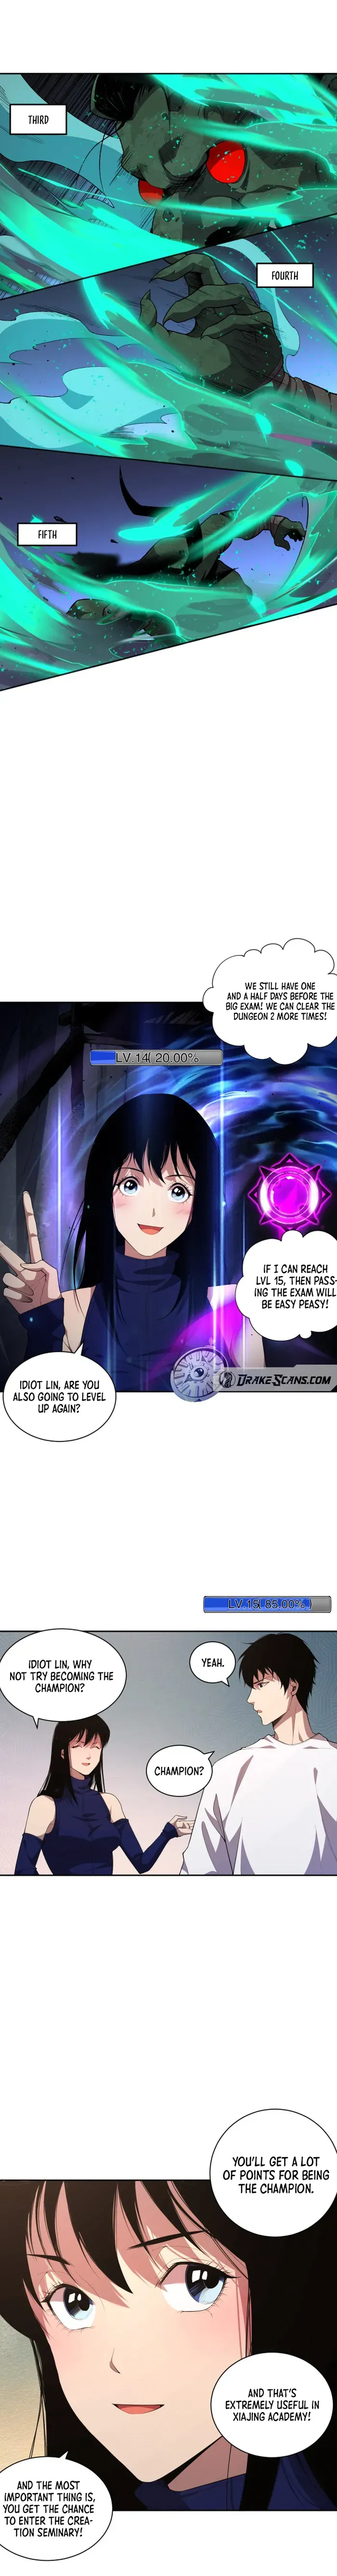 THIRD
FOURTH
FIFTH
WE STILL HAVE ONE
AND A HALF DAYS BEFORE THE
BIG EXAM! WE CAN CLEAR THE
DUNGEON 2 MORE TIMES!
LV.14( 20.00%
IF I CAN REACH
LVL 15, THEN PASS-
ING THE EXAM WILL
BE EASY PEASY!
DRAKESCANS.COM
IDIOT LIN, ARE YOU
ALSO GOING TO LEVEL
UP AGAIN?
LV.15( 85.00%)
IDIOT LIN, WHY
NOT TRY BECOMING THE
CHAMPION?
YEAH.
CHAMPION?
YOU'LL GET A LOT
OF POINTS FOR BEING
THE CHAMPION.
AND THAT'S
EXTREMELY USEFUL IN
XIAJING ACADEMY!
AND THE MOST
IMPORTANT THING IS,
YOU GET THE CHANCE
TO ENTER THE CREA-
TION SEMINARY!